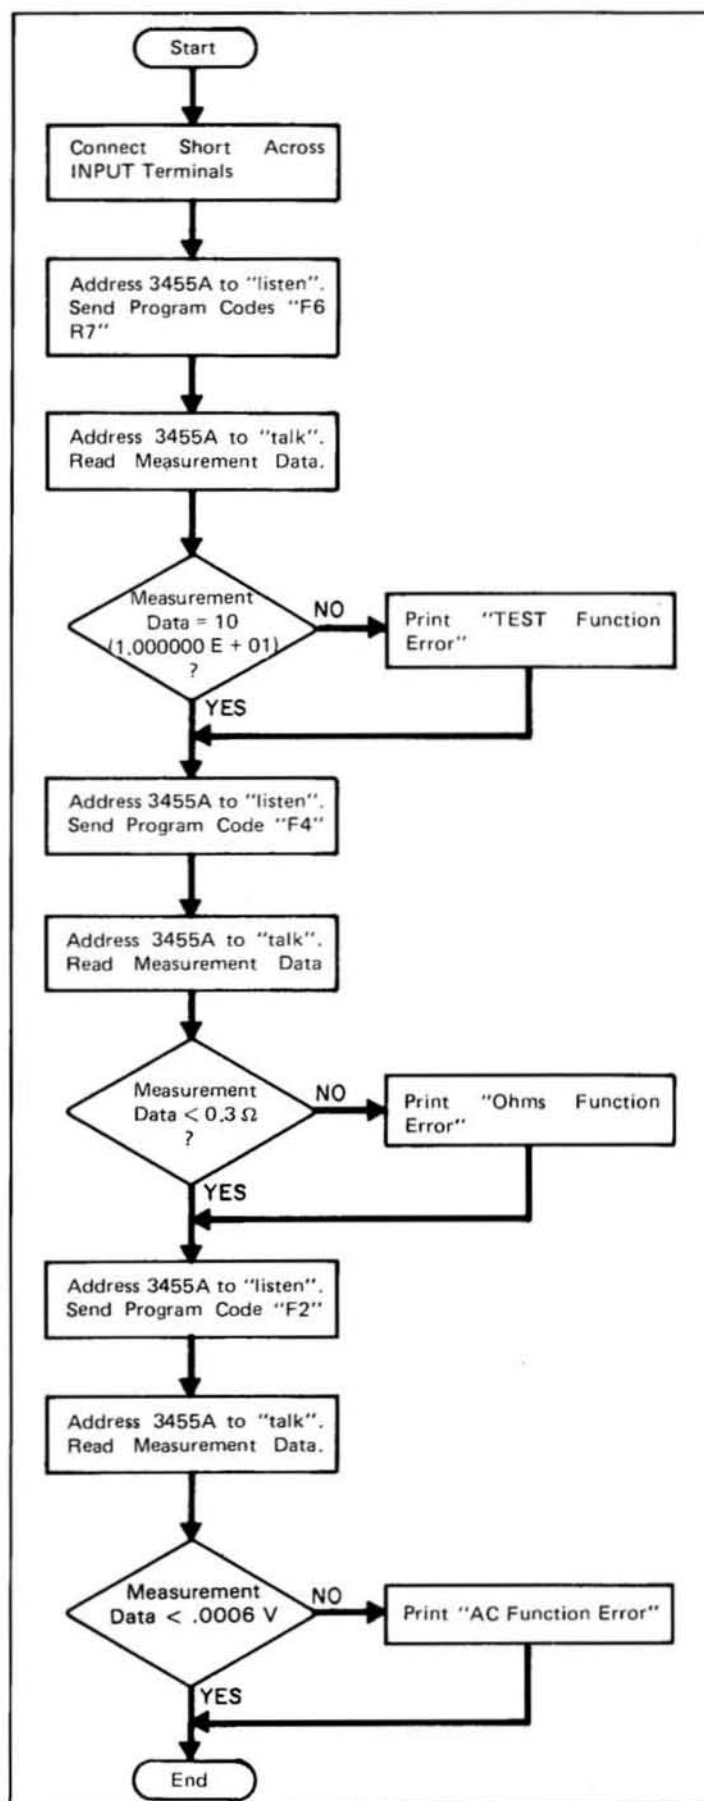 Start
Connect Short Across
INPUT Terminals
Address 3455A to "listen".
Send Program Codes "F6
R7"
Address 3455A to "talk".
Read Measurement Data.
Measurement
Data = 10
(1.000000 E + 01)
?
NO
Print "TEST Function
Error"
YES
Address 3455A to "listen".
Send Program Code "F4"
Address 3455A to "talk".
Read Measurement Data
Measurement
Data < 0.3 Ω
?
NO
Print "Ohms Function
Error"
YES
Address 3455A to "listen".
Send Program Code "F2"
Address 3455A to "talk".
Read Measurement Data.
Measurement
Data < .0006 V
NO
Print "AC Function Error"
YES
End